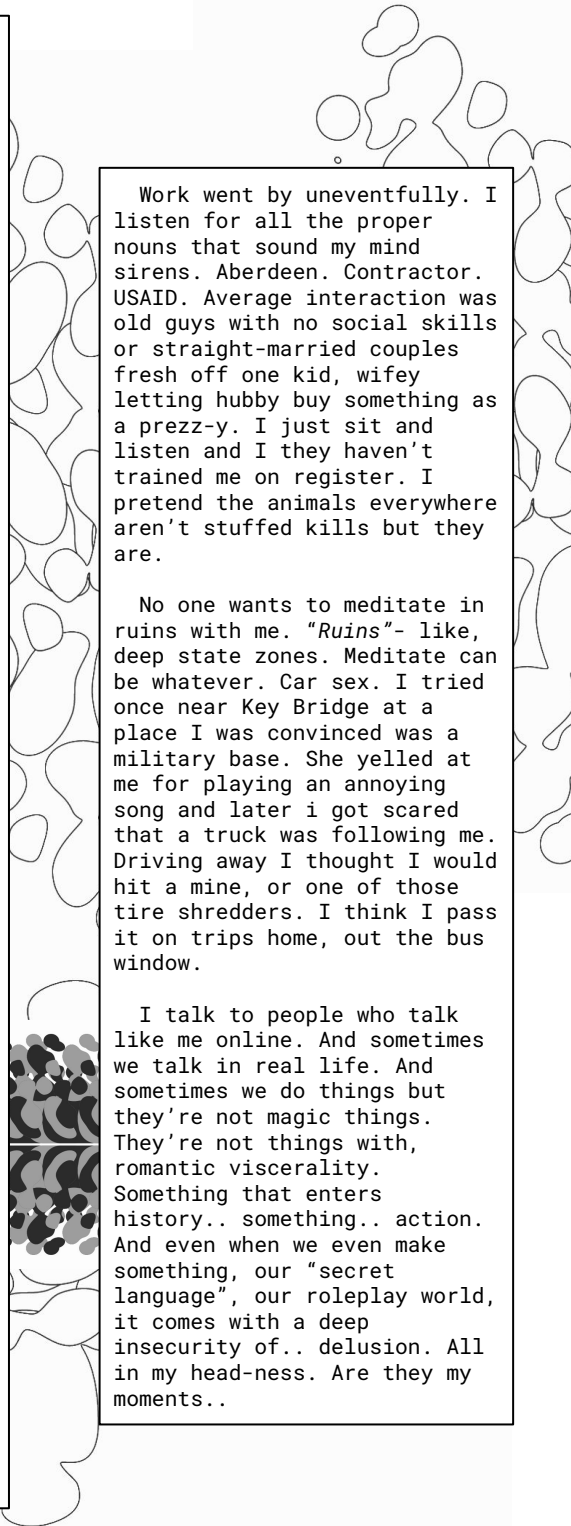 Work went by uneventfully. I
listen for all the proper
nouns that sound my mind
sirens. Aberdeen. Contractor.
USAID. Average interaction was
old guys with no social skills
or straight-married couples
fresh off one kid, wifey
letting hubby buy something as
a prezz-y. I just sit and
listen and I they haven’t
trained me on register. I
pretend the animals everywhere
aren’t stuffed kills but they
are.
No one wants to meditate in
ruins with me. “Ruins”- like,
deep state zones. Meditate can
be whatever. Car sex. I tried
once near Key Bridge at a
place I was convinced was a
military base. She yelled at
me for playing an annoying
song and later i got scared
that a truck was following me.
Driving away I thought I would
hit a mine, or one of those
tire shredders. I think I pass
it on trips home, out the bus
window.
I talk to people who talk
like me online. And sometimes
we talk in real life. And
sometimes we do things but
they’re not magic things.
They’re not things with,
romantic viscerality.
Something that enters
history.. something.. action.
And even when we even make
something, our “secret
language”, our roleplay world,
it comes with a deep
insecurity of.. delusion. All
in my head-ness. Are they my
moments..